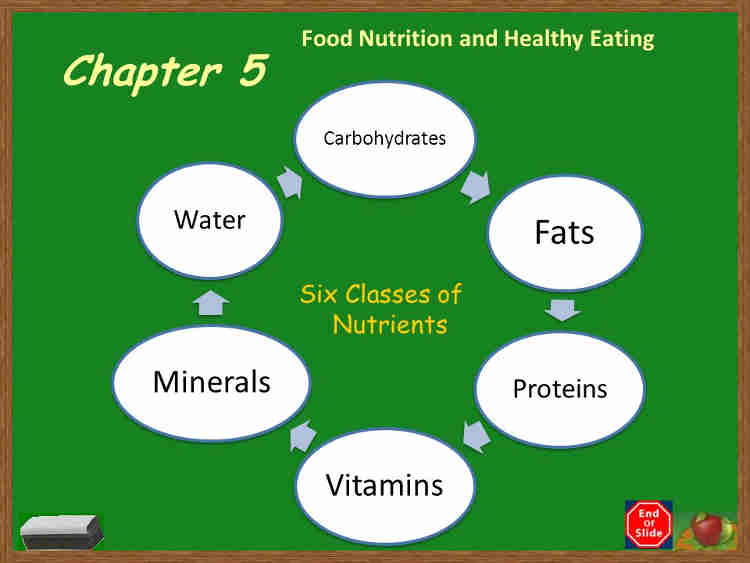 Food Nutrition and Healthy Eating
Chapter 5
Carbohydrates
Water
Fats
Six Classes of
Nutrients
Minerals
Proteins
Vitamins
End
of
Slide